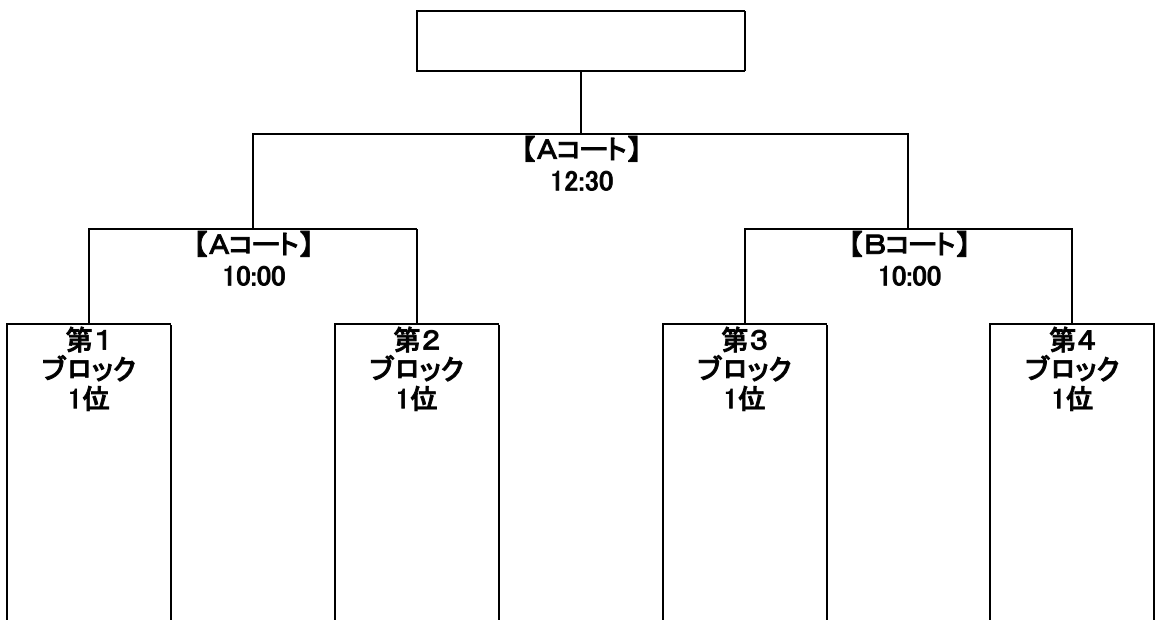 【Aコート】
12:30
【Aコート】
10:00
【Bコート】
10:00
第１
ブロック
1位
第２
ブロック
1位
第３
ブロック
1位
第４
ブロック
1位